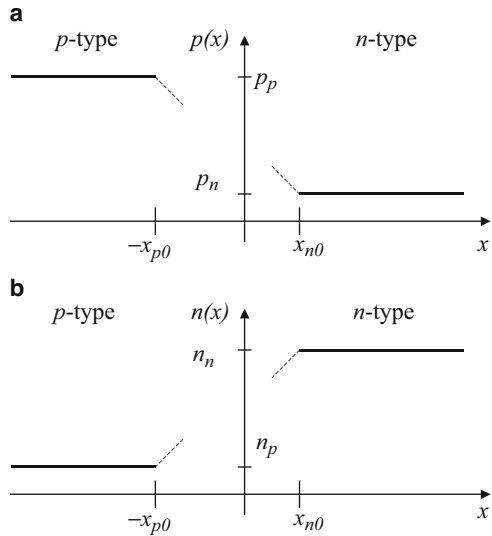 a
p-type p(x) n-type
p_p
p_n
−x_p0 x_n0 x
b
p-type n(x) n-type
n_n
n_p
−x_p0 x_n0 x